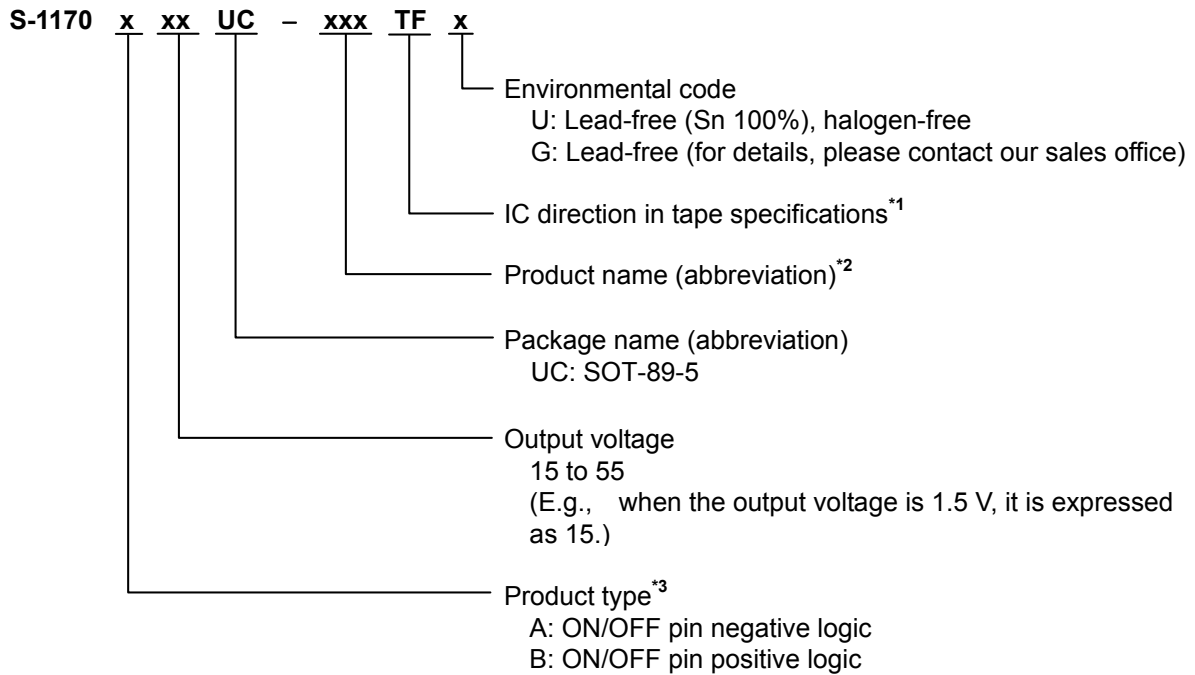 S-1170 x xx UC – xxx TF x
Environmental code
U: Lead-free (Sn 100%), halogen-free
G: Lead-free (for details, please contact our sales office)
IC direction in tape specifications*1
Product name (abbreviation)*2
Package name (abbreviation)
UC: SOT-89-5
Output voltage
15 to 55
(E.g., when the output voltage is 1.5 V, it is expressed
as 15.)
Product type*3
A: ON/OFF pin negative logic
B: ON/OFF pin positive logic